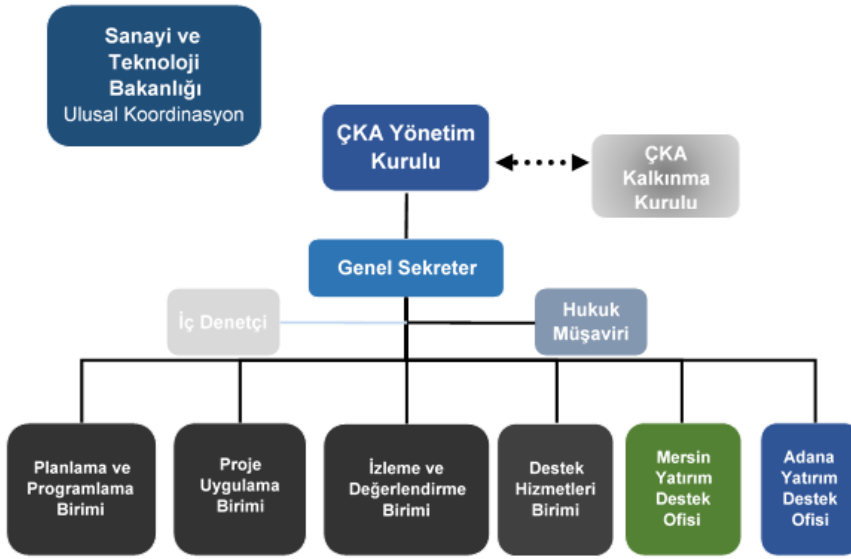 Sanayi ve
Teknoloji
Bakanlığı
Ulusal Koordinasyon
ÇKA Yönetim
Kurulu
ÇKA
Kalkınma
Kurulu
Genel Sekreter
İç Denetçi
Hukuk
Müşaviri
Planlama ve
Programlama
Birimi
Proje
Uygulama
Birimi
İzleme ve
Değerlendirme
Birimi
Destek
Hizmetleri
Birimi
Mersin
Yatırım
Destek
Ofisi
Adana
Yatırım
Destek
Ofisi